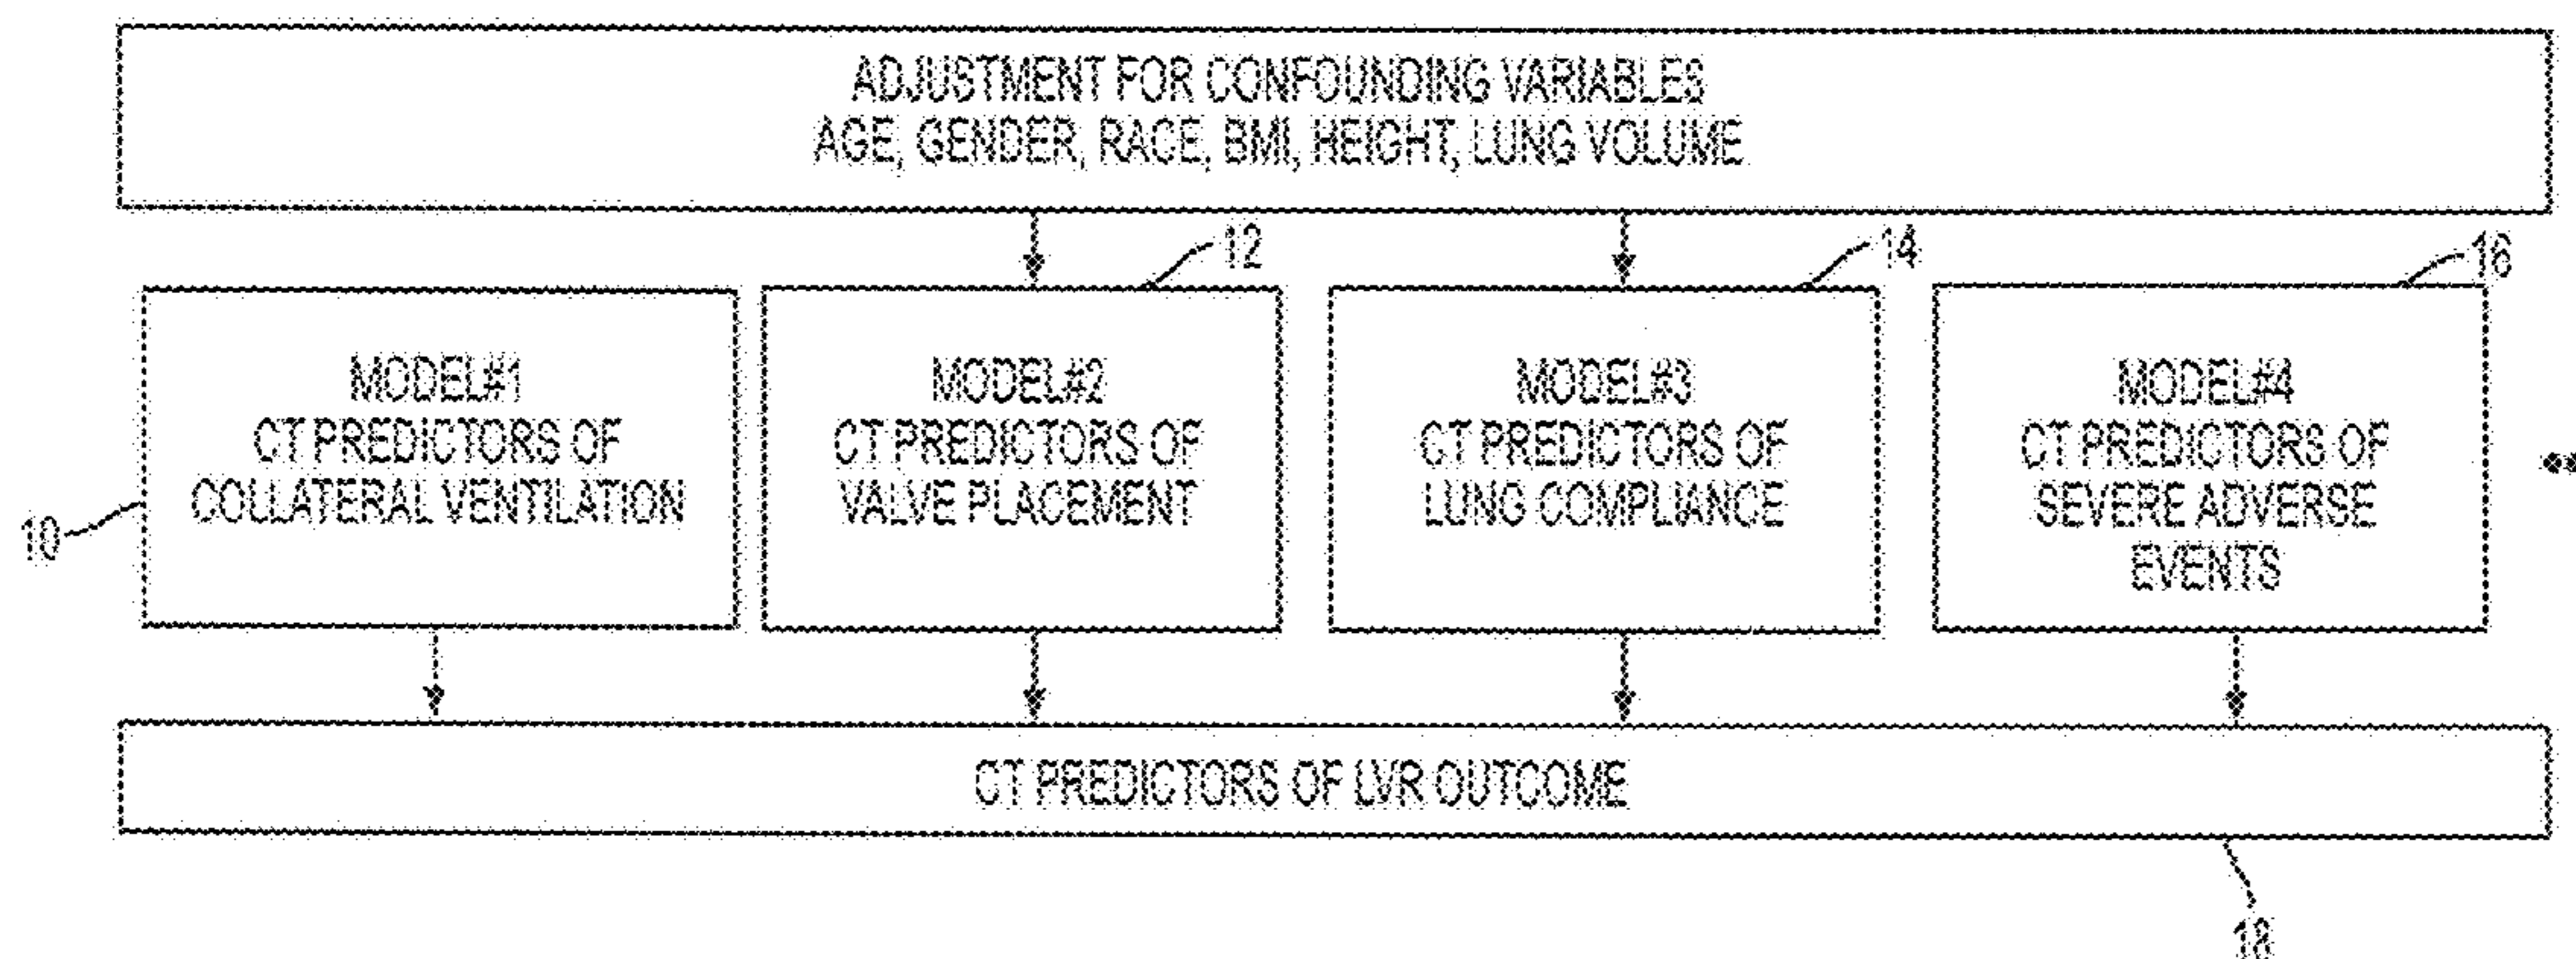 ADJUSTMENT FOR CONFOUNDING VARIABLES
AGE, GENDER, RACE, BMI, HEIGHT, LUNG VOLUME
12
14
16
MODEL#1
CT PREDICTORS OF
COLLATERAL VENTILATION
10
MODEL#2
CT PREDICTORS OF
VALVE PLACEMENT
MODEL#3
CT PREDICTORS OF
LUNG COMPLIANCE
MODEL#4
CT PREDICTORS OF
SEVERE ADVERSE
EVENTS
CT PREDICTORS OF LVR OUTCOME
18